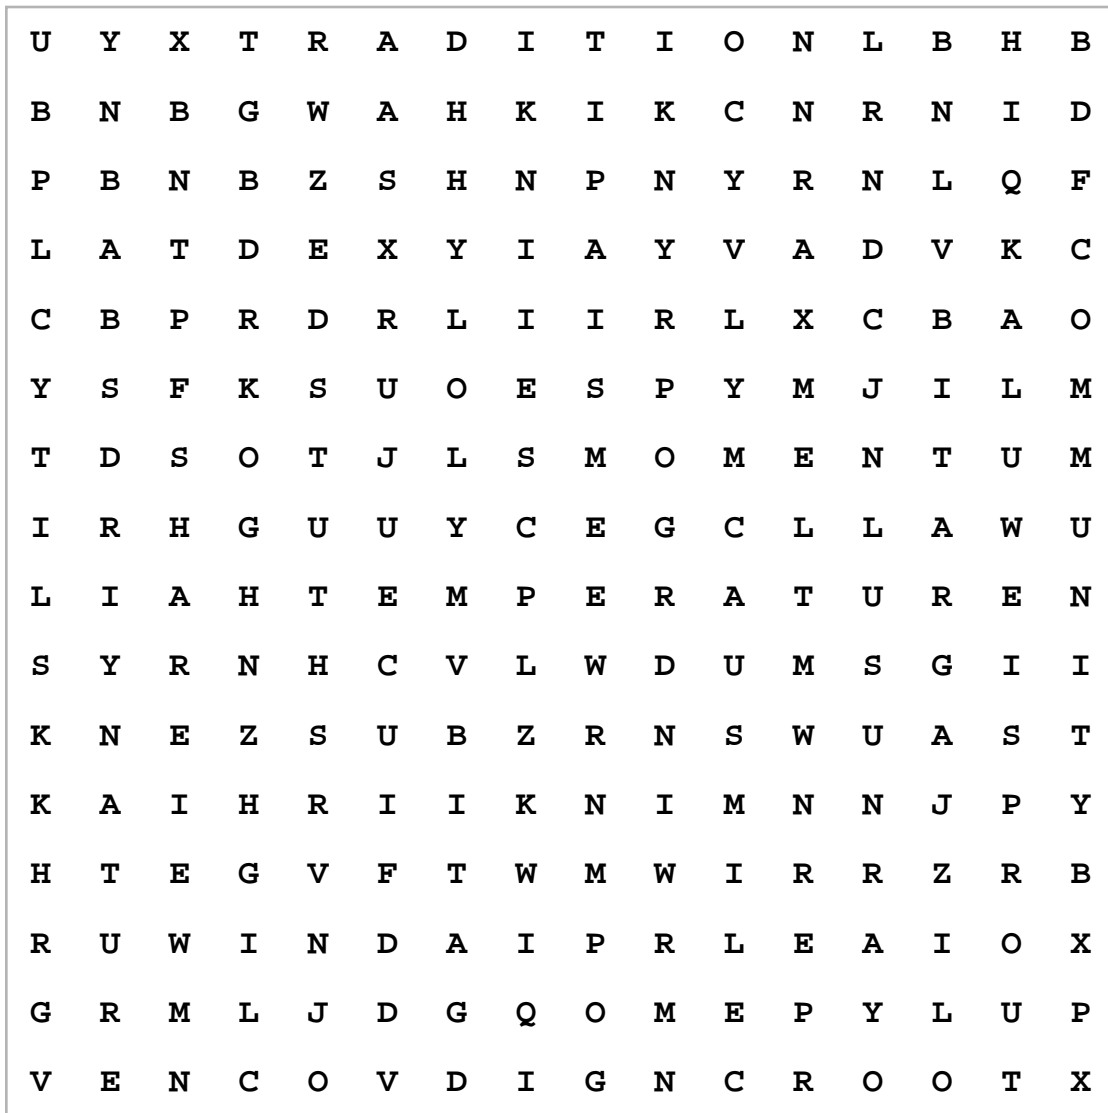 U Y X T R A D I T I O N L B H B
B N B G W A H K I K C N R N I D
P B N B Z S H N P N Y R N L Q F
L A T D E X Y I A Y V A D V K C
C B P R D R L I I R L X C B A O
Y S F K S U O E S P Y M J I L M
T D S O T J L S M O M E N T U M
I R H G U U Y C E G C L L A W U
L I A H T E M P E R A T U R E N
S Y R N H C V L W D U M S G I I
K N E Z S U B Z R N S W U A S T
K A I H R I I K N I M N N J P Y
H T E G V F T W M W I R R Z R B
R U W I N D A I P R L E A I O X
G R M L J D G Q O M E P Y L U P
V E N C O V D I G N C R O O T X